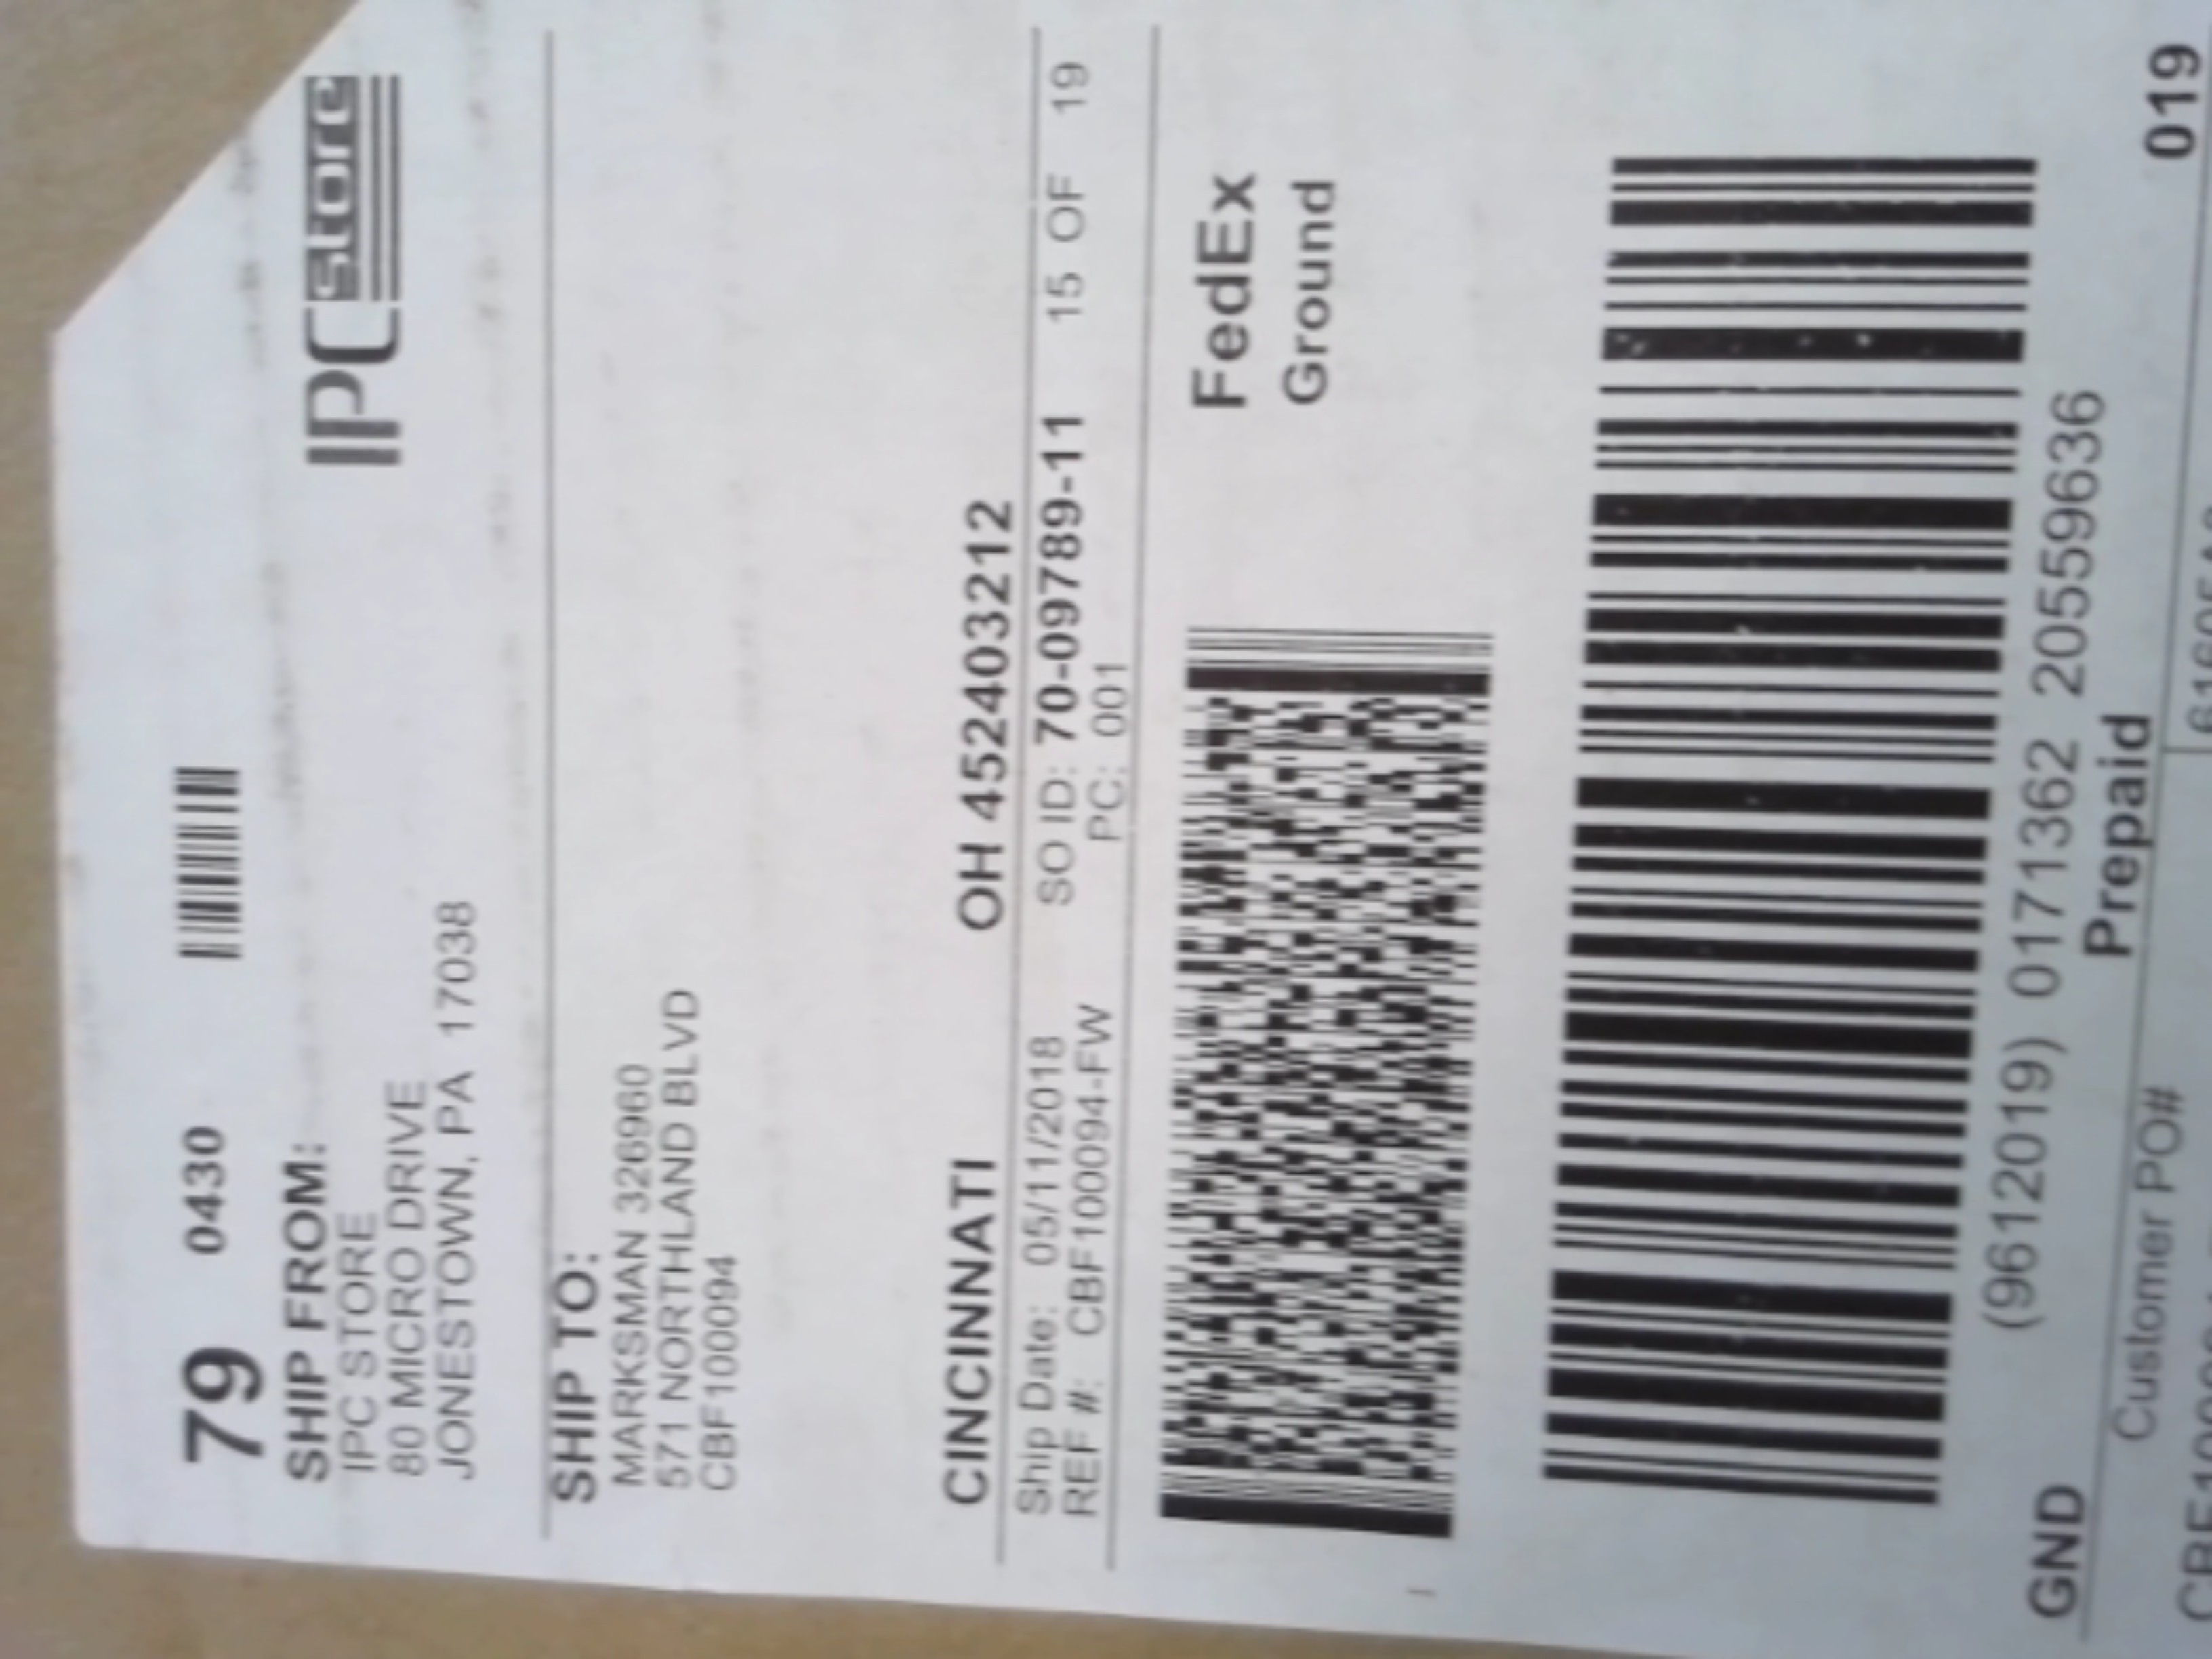 79 0430
IPC store
SHIP FROM:
IPC STORE
80 MICRO DRIVE
JONESTOWN, PA 17038
SHIP TO:
MARKSMAN 326960
571 NORTHLAND BLVD
CBF100094
CINCINNATI OH 452403212
Ship Date: 05/11/2018 SO ID: 70-09789-11 15 OF 19
REF #: CBF100094-FW PC: 001
FedEx
Ground
(9612019) 0171362 20559636
GND Prepaid 019
Customer PO#